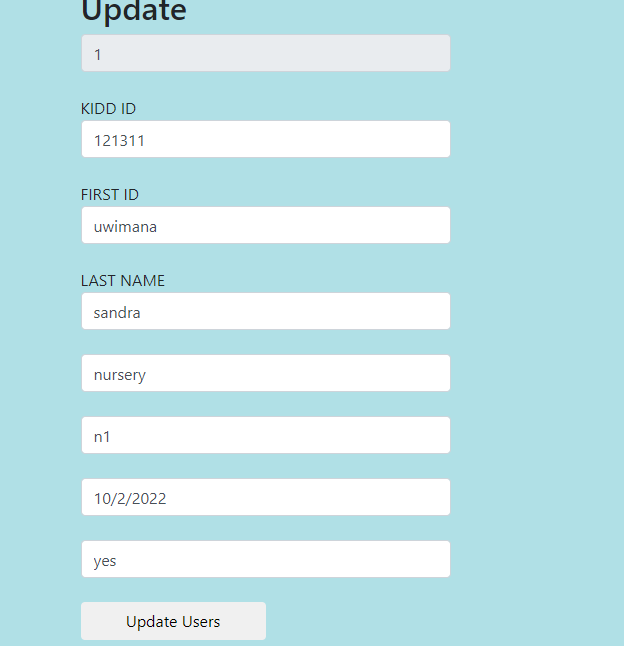 Update
1
KIDD ID
121311
FIRST ID
uwimana
LAST NAME
sandra
nursery
n1
10/2/2022
yes
Update Users